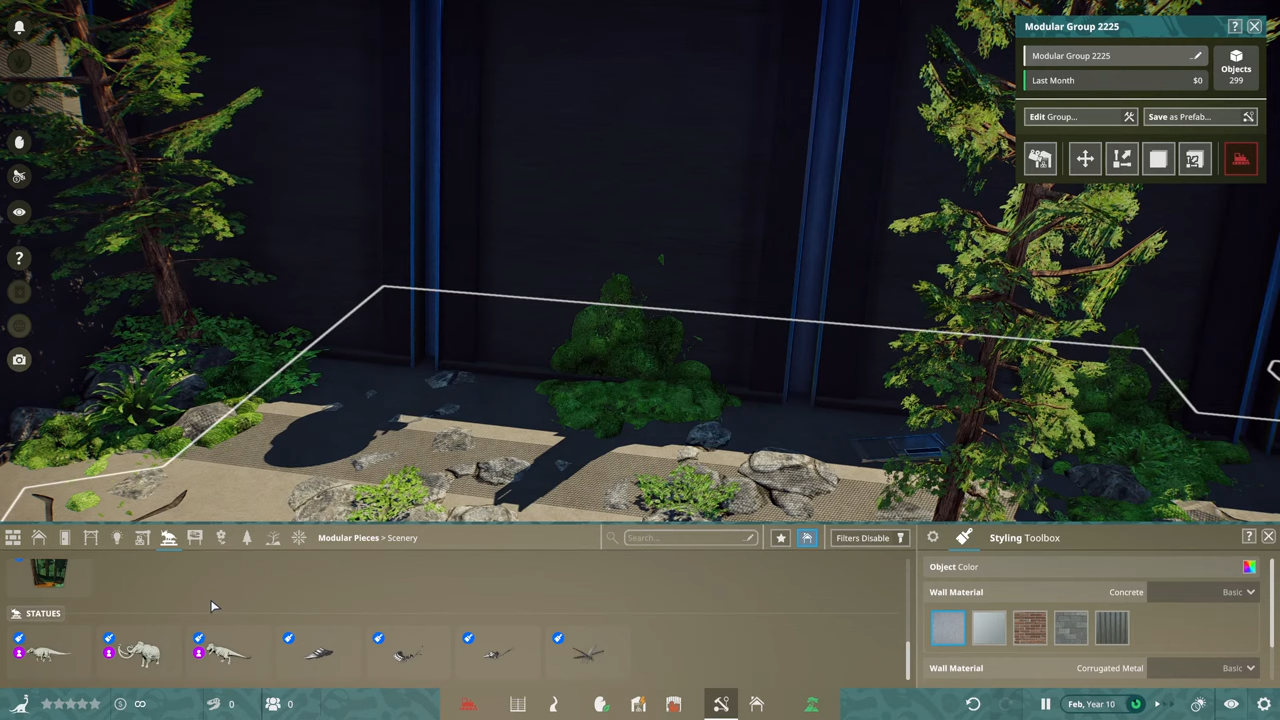 Modular Group 2225
?
Modular Group 2225
Last Month $0
Objects
299
Edit Group...
Save as Prefab...
?
Modular Pieces > Scenery
Search...
Filters Disable
Styling Toolbox
?
Object Color
Wall Material Concrete Basic
STATUES
Wall Material Corrugated Metal Basic
0
0
Feb, Year 10